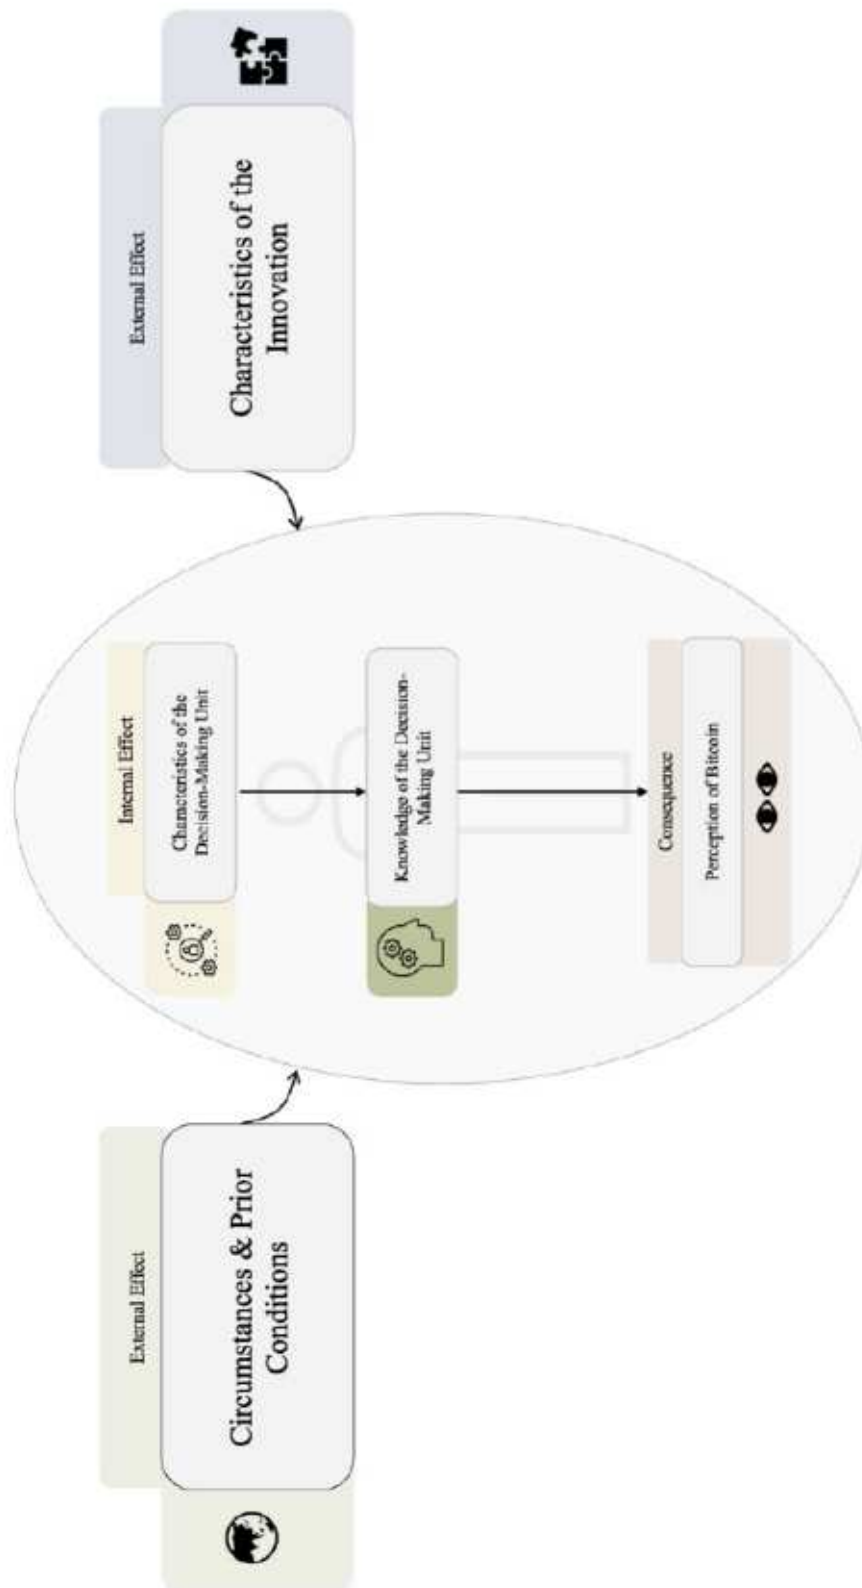 External Effect
Circumstances & Prior
Conditions
Internal Effect
Characteristics of the
Decision-Making Unit
Knowledge of the Decision-
Making Unit
Consequence
Perception of Bitcoin
External Effect
Characteristics of the
Innovation